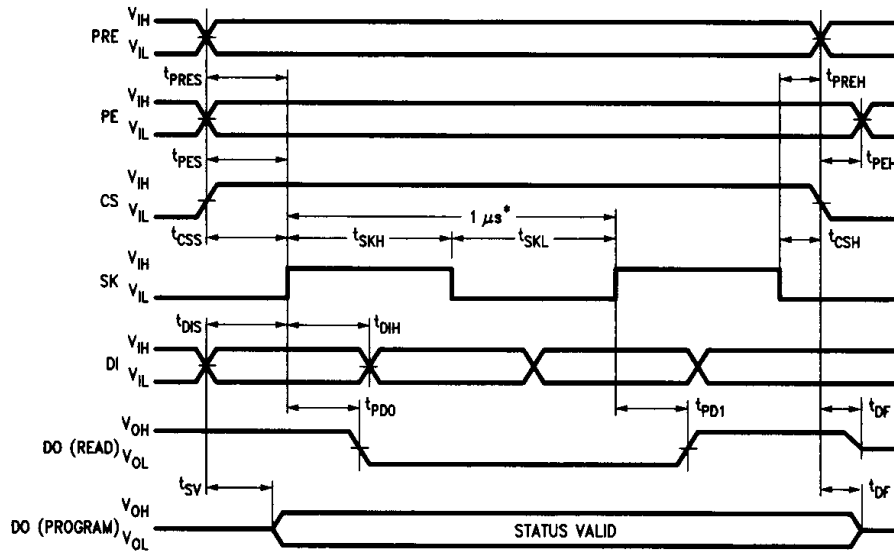 V_IH
PRE
V_IL
t_PRES
t_PREH
V_IH
PE
V_IL
t_PES
t_PEH
V_IH
CS
V_IL
1 μs*
t_CSS
t_SKH
t_SKL
t_CSH
V_IH
SK
V_IL
t_DIS
t_DIH
V_IH
DI
V_IL
t_PD0
t_PD1
t_DF
V_OH
DO (READ)
V_OL
t_SV
t_DF
V_OH
DO (PROGRAM)
STATUS VALID
V_OL